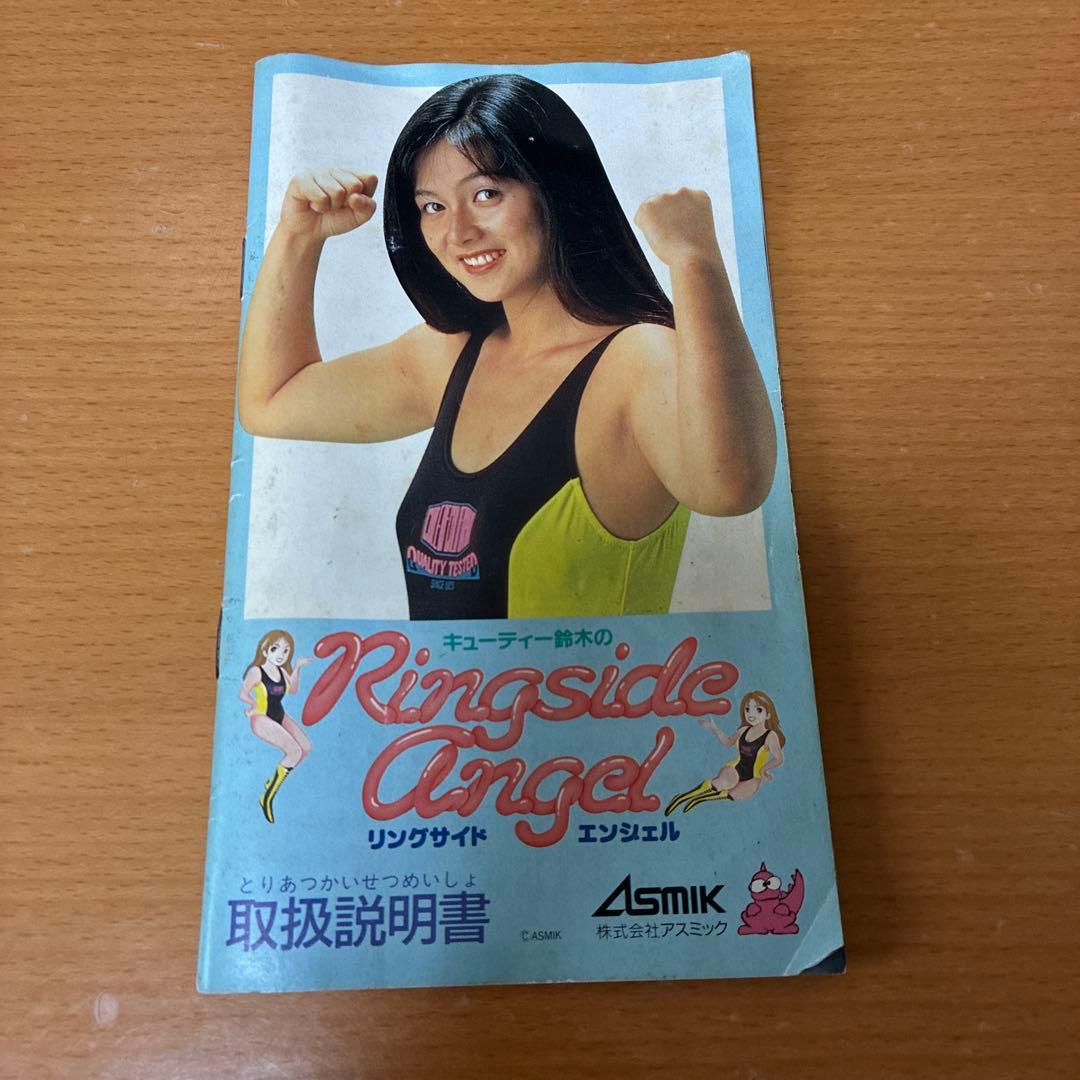 QUALITY TESTED
キューティー鈴木の
Ringside
angel
リングサイド エンジェル
とりあつかいせつめいしょ
取扱説明書
©ASMIK
ASMIK
株式会社アスミック